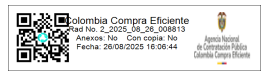 Colombia Compra Eficiente
Rad No. 2_2025_08_26_008813
Anexos: No Con copia: No
Fecha: 26/08/2025 16:06:44
Agencia Nacional
de Contratación Pública
Colombia Compra Eficiente